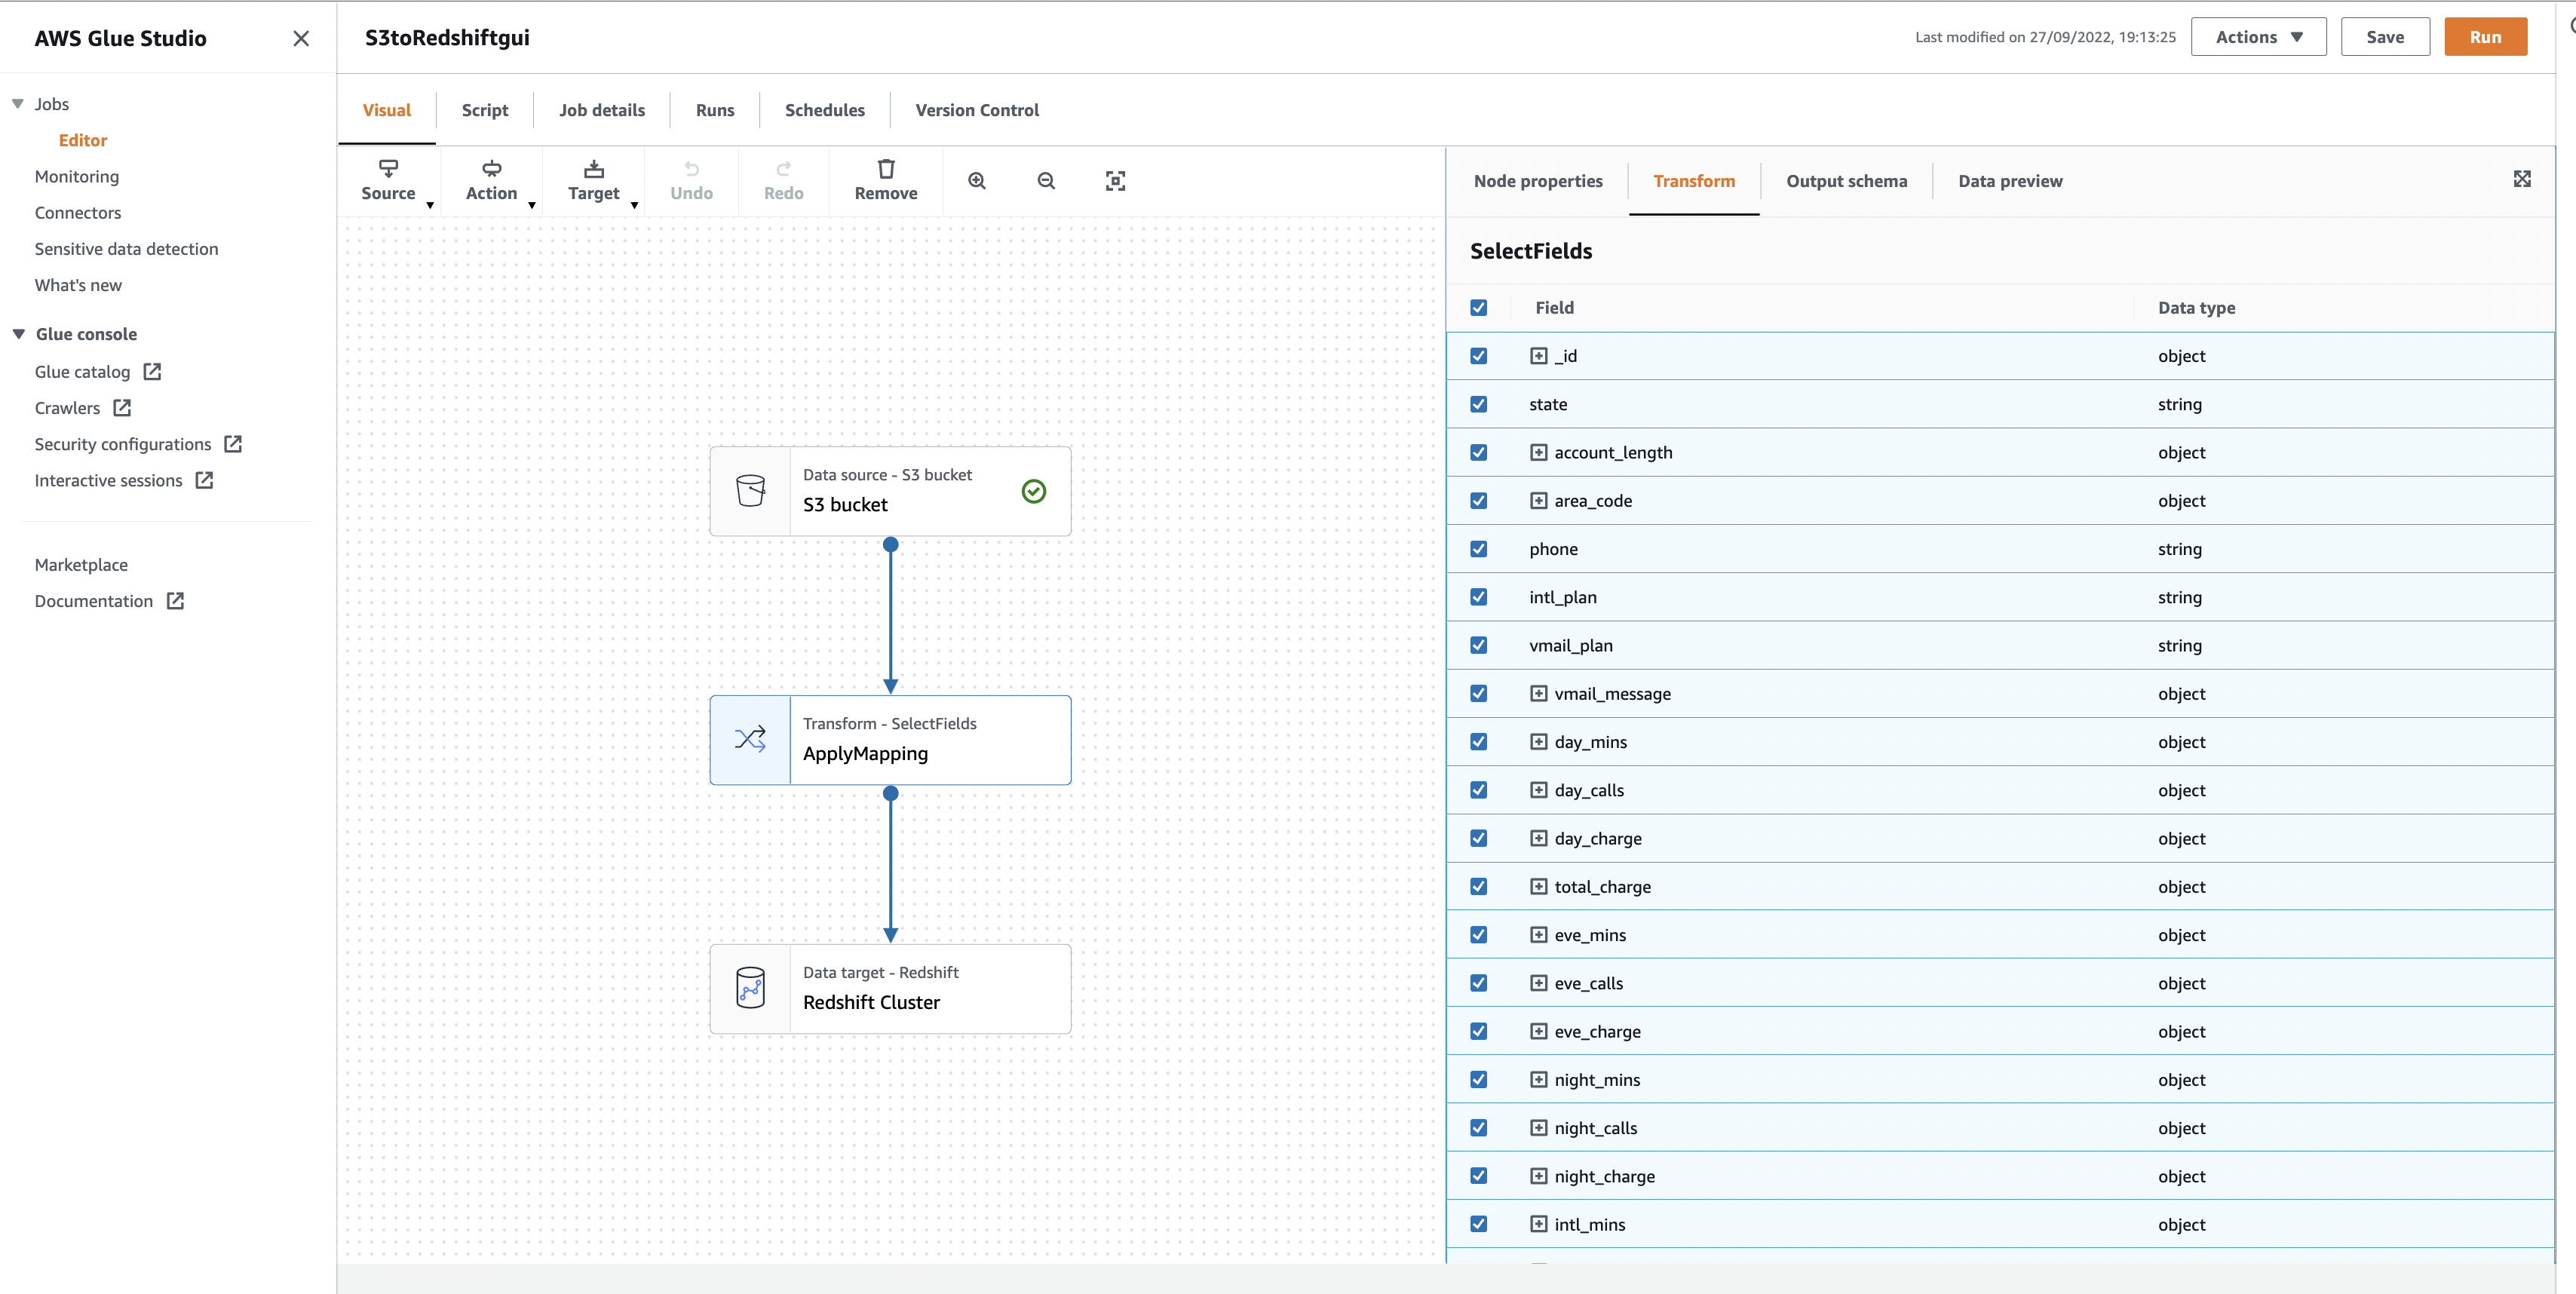 AWS Glue Studio
Jobs
Editor
Monitoring
Connectors
Sensitive data detection
What's new
Glue console
Glue catalog
Crawlers
Security configurations
Interactive sessions
Marketplace
Documentation
S3toRedshiftgui
Last modified on 27/09/2022, 19:13:25
Actions
Save
Run
Visual
Script
Job details
Runs
Schedules
Version Control
Source
Action
Target
Undo
Redo
Remove
Data source - S3 bucket
S3 bucket
Transform - SelectFields
ApplyMapping
Data target - Redshift
Redshift Cluster
Node properties
Transform
Output schema
Data preview
SelectFields
Field Data type
_id object
state string
account_length object
area_code object
phone string
intl_plan string
vmail_plan string
vmail_message object
day_mins object
day_calls object
day_charge object
total_charge object
eve_mins object
eve_calls object
eve_charge object
night_mins object
night_calls object
night_charge object
intl_mins object